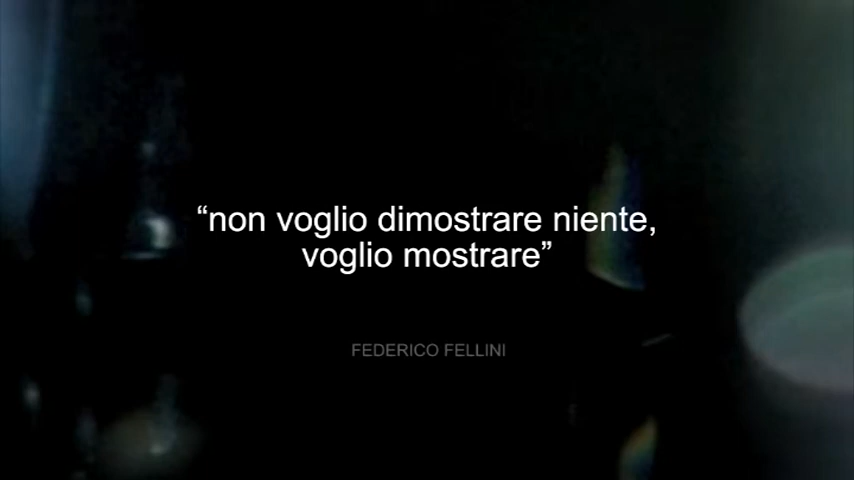 “non voglio dimostrare niente,
voglio mostrare”
FEDERICO FELLINI